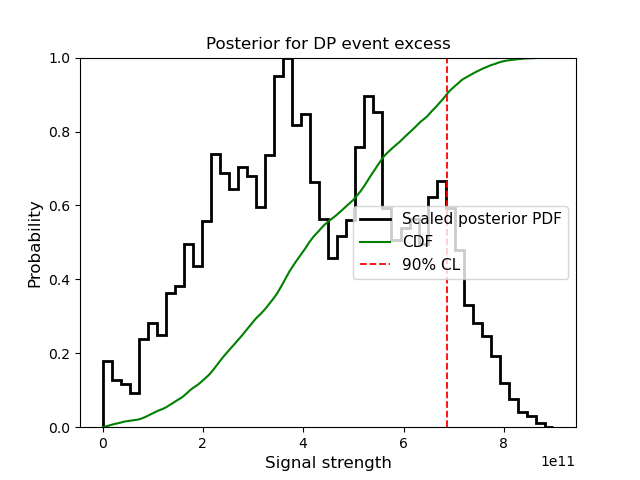 Posterior for DP event excess
1.0
0.8
0.6
0.4
0.2
0.0
Probability
Scaled posterior PDF
CDF
90% CL
0 2 4 6 8
1e11
Signal strength